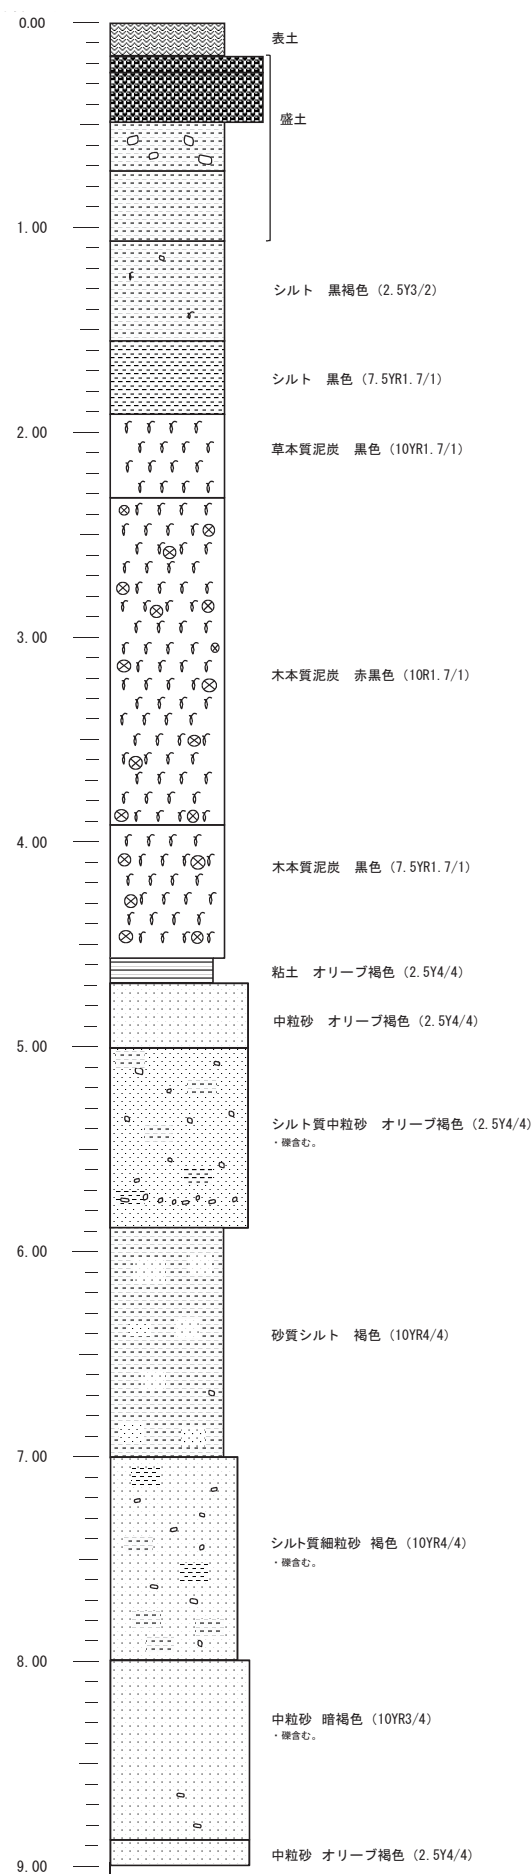 0.00
表土
盛土
1.00
シルト　黒褐色（2.5Y3/2）
シルト　黒色（7.5YR1.7/1）
2.00
草本質泥炭　黒色（10YR1.7/1）
3.00
木本質泥炭　赤黒色（10R1.7/1）
4.00
木本質泥炭　黒色（7.5YR1.7/1）
粘土　オリーブ褐色（2.5Y4/4）
中粒砂　オリーブ褐色（2.5Y4/4）
5.00
シルト質中粒砂　オリーブ褐色（2.5Y4/4）
・礫含む。
6.00
砂質シルト　褐色（10YR4/4）
7.00
シルト質細粒砂 褐色（10YR4/4）
・礫含む。
8.00
中粒砂 暗褐色（10YR3/4）
・礫含む。
中粒砂 オリーブ褐色（2.5Y4/4）
9.00